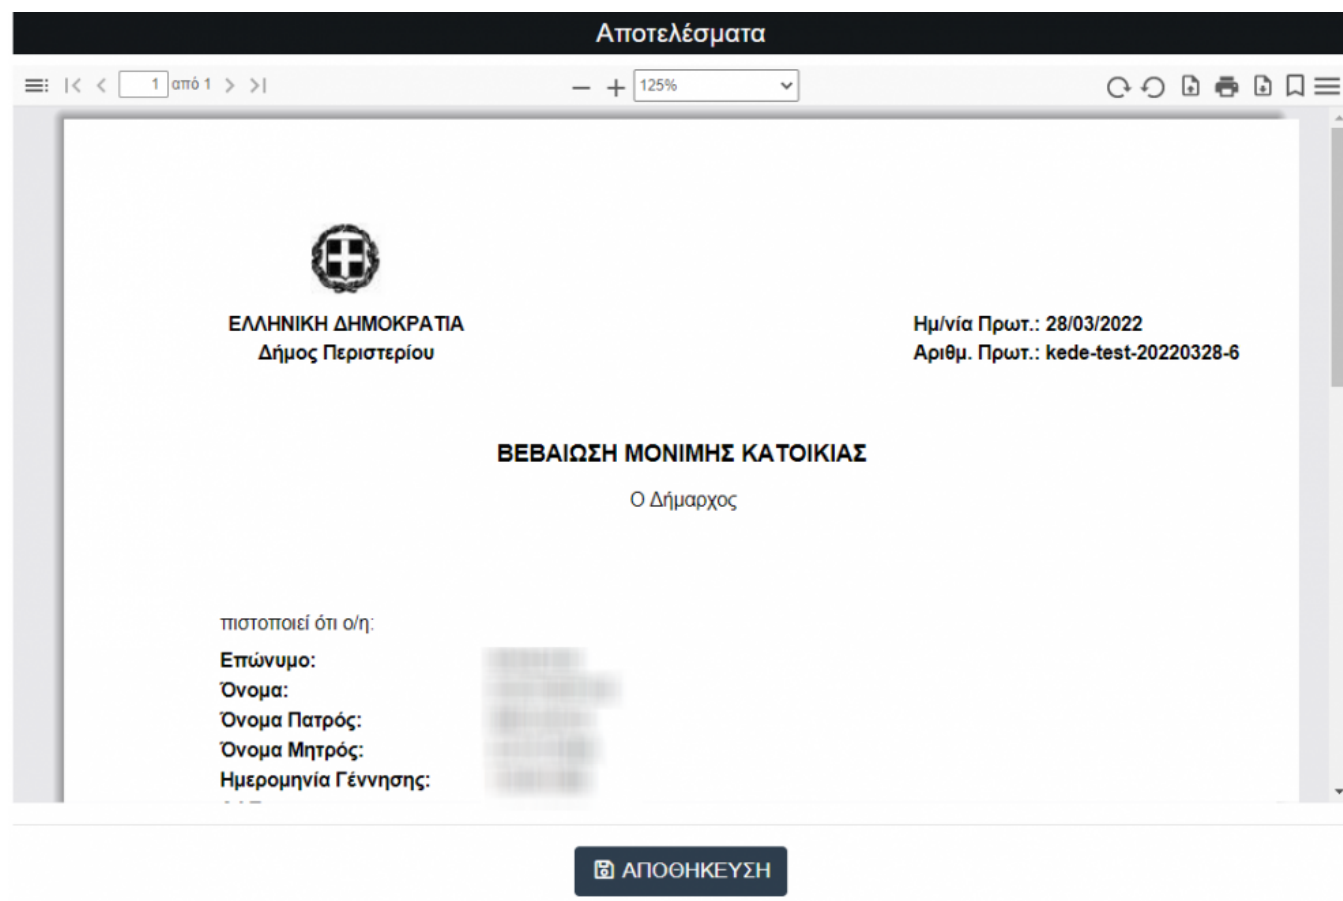 Αποτελέσματα
1 από 1
125%
ΕΛΛΗΝΙΚΗ ΔΗΜΟΚΡΑΤΙΑ
Δήμος Περιστερίου
Ημ/νία Πρωτ.: 28/03/2022
Αριθμ. Πρωτ.: kede-test-20220328-6
ΒΕΒΑΙΩΣΗ ΜΟΝΙΜΗΣ ΚΑΤΟΙΚΙΑΣ
Ο Δήμαρχος
πιστοποιεί ότι ο/η:
Επώνυμο:
Όνομα:
Όνομα Πατρός:
Όνομα Μητρός:
Ημερομηνία Γέννησης:
ΑΠΟΘΗΚΕΥΣΗ